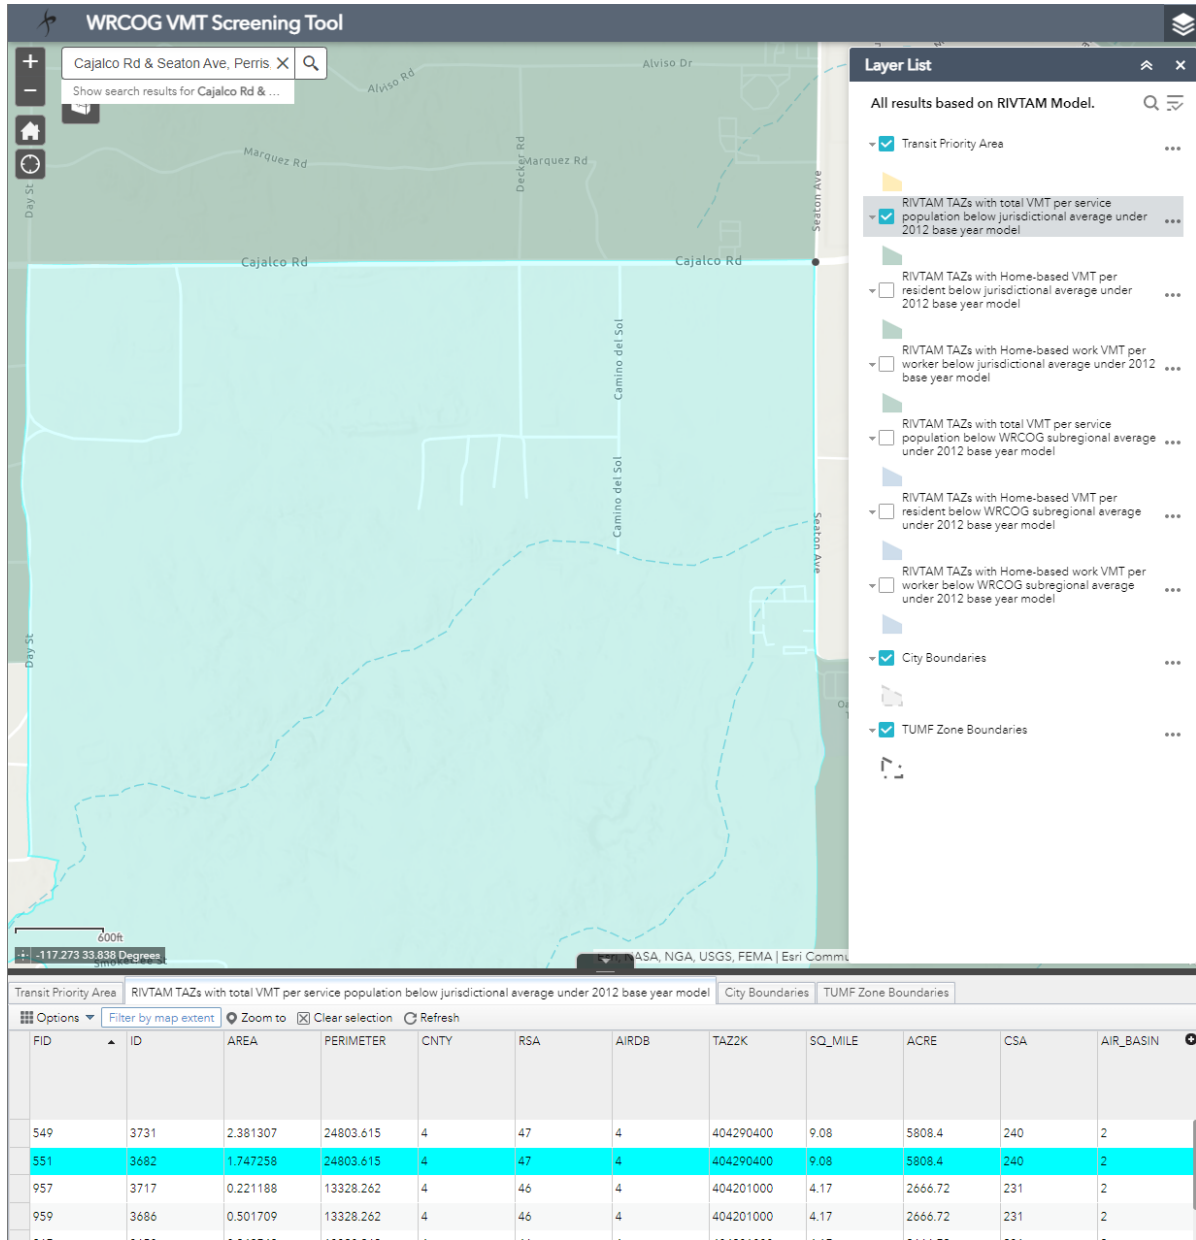 WRCOG VMT Screening Tool
Cajalco Rd & Seaton Ave, Perris
Show search results for Cajalco Rd & ...
Alviso Rd
Alviso Dr
Marquez Rd
Decker Rd
Marquez Rd
Day St
Seaton Ave
Cajalco Rd
Cajalco Rd
Camino del Sol
Camino del Sol
Seaton Ave
Day St
600ft
-117.273 33.838 Degrees
NASA, NGA, USGS, FEMA | Esri Commu
Layer List
All results based on RIVTAM Model.
Transit Priority Area
RIVTAM TAZs with total VMT per service
population below jurisdictional average under
2012 base year model
RIVTAM TAZs with Home-based VMT per
resident below jurisdictional average under
2012 base year model
RIVTAM TAZs with Home-based work VMT per
worker below jurisdictional average under 2012
base year model
RIVTAM TAZs with total VMT per service
population below WRCOG subregional average
under 2012 base year model
RIVTAM TAZs with Home-based VMT per
resident below WRCOG subregional average
under 2012 base year model
RIVTAM TAZs with Home-based work VMT per
worker below WRCOG subregional average
under 2012 base year model
City Boundaries
TUMF Zone Boundaries
Transit Priority Area RIVTAM TAZs with total VMT per service population below jurisdictional average under 2012 base year model City Boundaries TUMF Zone Boundaries
Options Filter by map extent Zoom to Clear selection Refresh
FID ID AREA PERIMETER CNTY RSA AIRDB TAZ2K SQ_MILE ACRE CSA AIR_BASIN
549 3731 2.381307 24803.615 4 47 4 404290400 9.08 5808.4 240 2
551 3682 1.747258 24803.615 4 47 4 404290400 9.08 5808.4 240 2
957 3717 0.221188 13328.262 4 46 4 404201000 4.17 2666.72 231 2
959 3686 0.501709 13328.262 4 46 4 404201000 4.17 2666.72 231 2